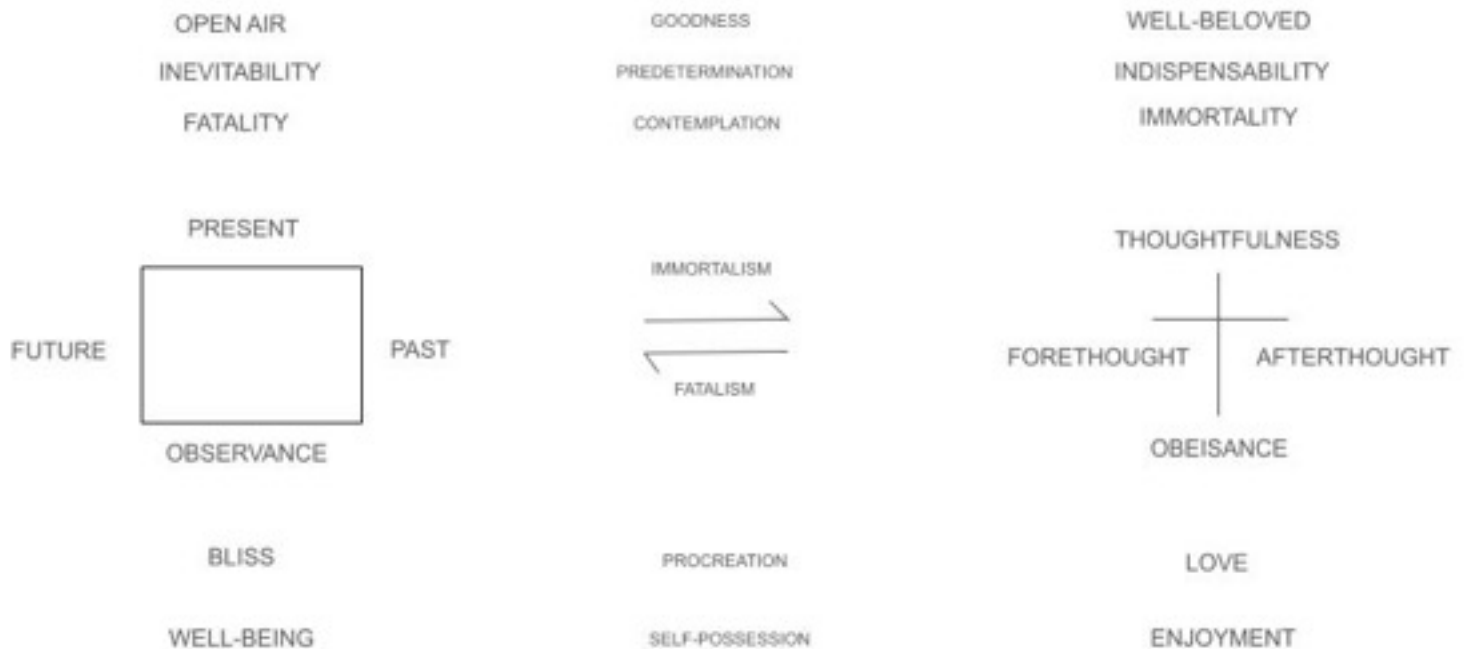 OPEN AIR
GOODNESS
WELL-BELOVED
INEVITABILITY
PREDETERMINATION
INDISPENSABILITY
FATALITY
CONTEMPLATION
IMMORTALITY
PRESENT
THOUGHTFULNESS
IMMORTALISM
FUTURE
PAST
FORETHOUGHT
AFTERTHOUGHT
FATALISM
OBSERVANCE
OBEISANCE
BLISS
PROCREATION
LOVE
WELL-BEING
SELF-POSSESSION
ENJOYMENT